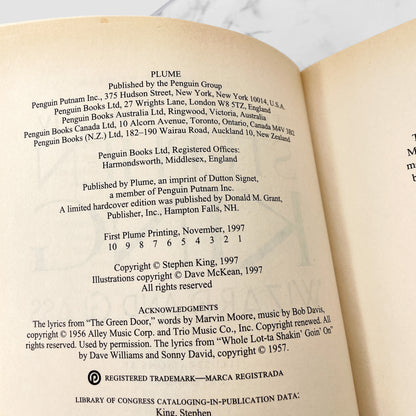 PLUME
Published by the Penguin Group
Penguin Putnam Inc., 375 Hudson Street, New York, New York 10014, U.S.A.
Penguin Books Ltd, 27 Wrights Lane, London W8 5TZ, England
Penguin Books Australia Ltd, Ringwood, Victoria, Australia
Penguin Books Canada Ltd, 10 Alcorn Avenue, Toronto, Ontario, Canada M4V 3B2
Penguin Books (N.Z.) Ltd, 182–190 Wairau Road, Auckland 10, New Zealand
Penguin Books Ltd, Registered Offices:
Harmondsworth, Middlesex, England
Published by Plume, an imprint of Dutton Signet,
a member of Penguin Putnam Inc.
A limited hardcover edition was published by Donald M. Grant,
Publisher, Inc., Hampton Falls, NH.
First Plume Printing, November, 1997
10 9 8 7 6 5 4 3 2 1
Copyright © Stephen King, 1997
Illustrations copyright © Dave McKean, 1997
All rights reserved
ACKNOWLEDGMENTS
The lyrics from "The Green Door," words by Marvin Moore, music by Bob Davis,
copyright © 1956 Alley Music Corp. and Trio Music Co., Inc. Copyright renewed. All
rights reserved. Used by permission. The lyrics from "Whole Lot-ta Shakin' Goin' On"
by Dave Williams and Sonny David, copyright © 1957.
REGISTERED TRADEMARK—MARCA REGISTRADA
LIBRARY OF CONGRESS CATALOGING-IN-PUBLICATION DATA:
King, Stephen